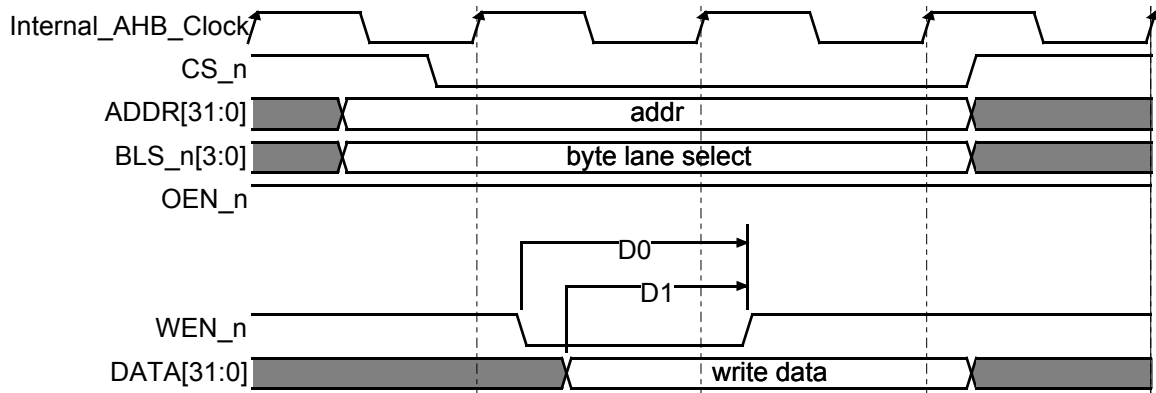 Internal_AHB_Clock
CS_n
ADDR[31:0] addr
BLS_n[3:0] byte lane select
OEN_n
D0
D1
WEN_n
DATA[31:0] write data